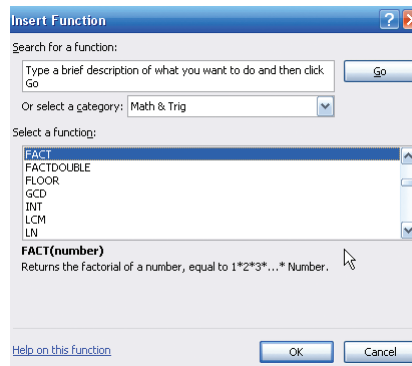 Insert Function
Search for a function:
Type a brief description of what you want to do and then click
Go
Go
Or select a category: Math & Trig
Select a function:
FACT
FACTDOUBLE
FLOOR
GCD
INT
LCM
LN
FACT(number)
Returns the factorial of a number, equal to 1*2*3*...* Number.
Help on this function
OK
Cancel